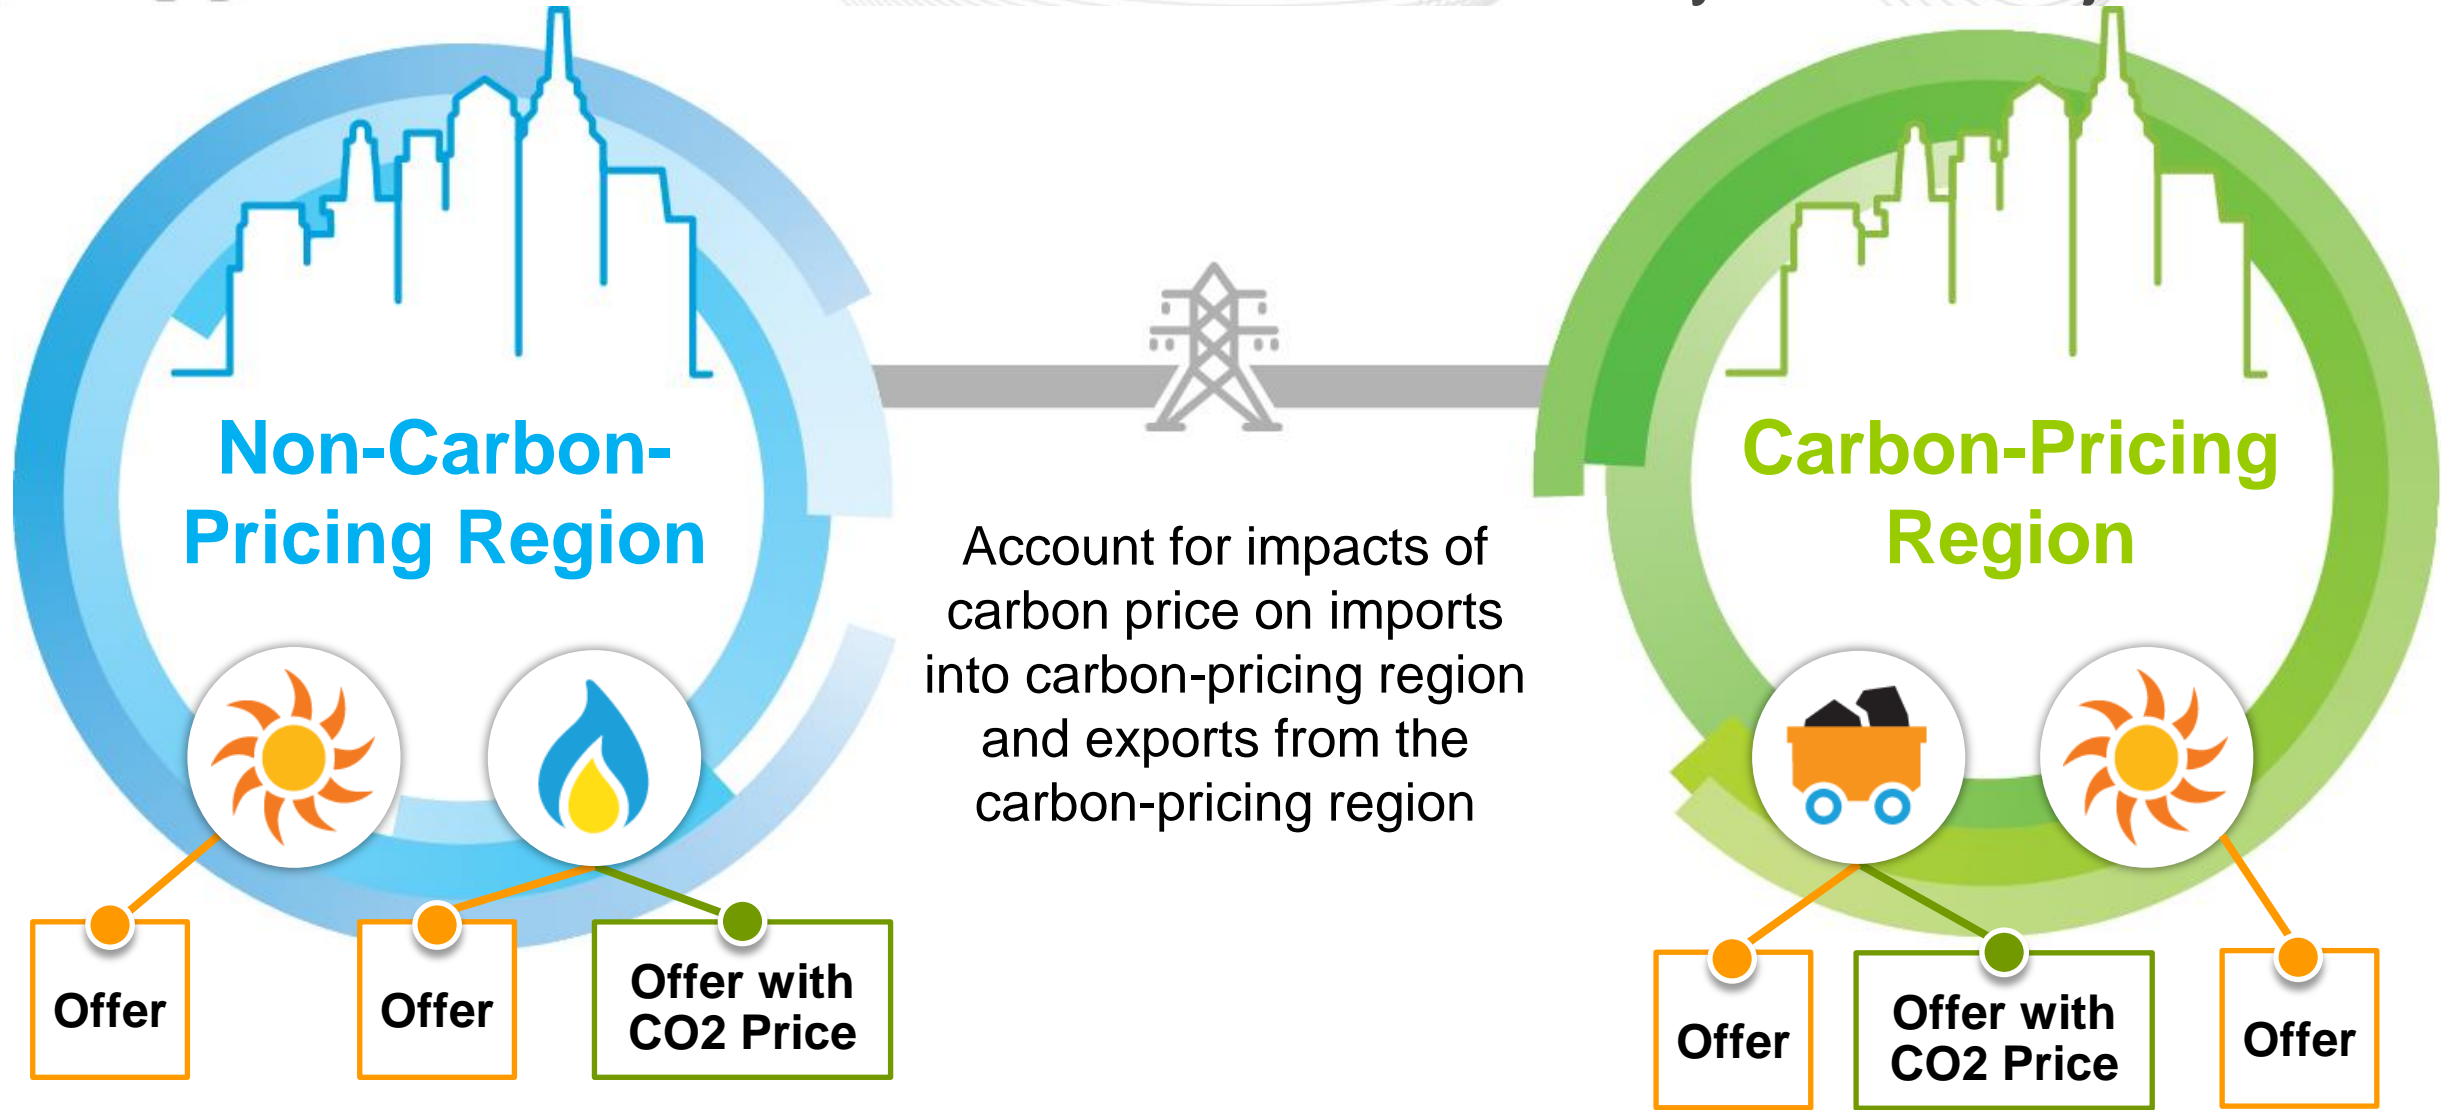 Non-Carbon-
Pricing Region
Carbon-Pricing
Region
Account for impacts of
carbon price on imports
into carbon-pricing region
and exports from the
carbon-pricing region
Offer
Offer
Offer with
CO2 Price
Offer
Offer with
CO2 Price
Offer